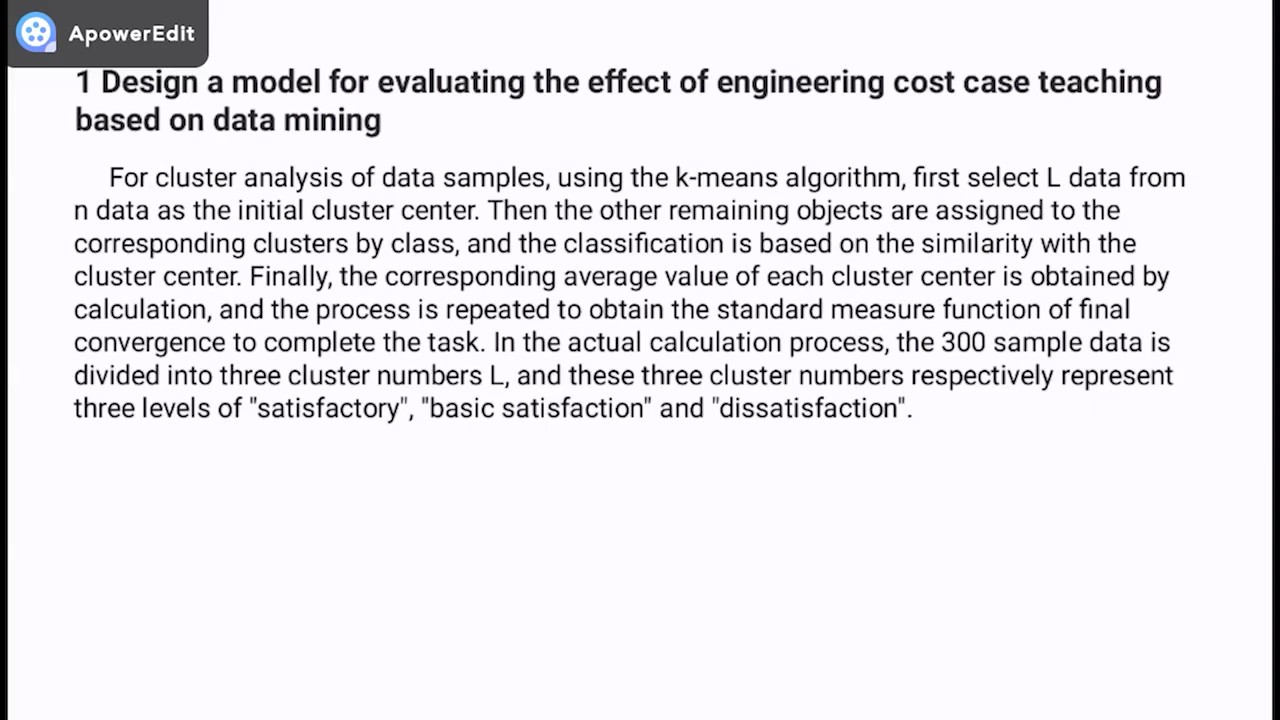 ApowerEdit
1 Design a model for evaluating the effect of engineering cost case teaching
based on data mining
For cluster analysis of data samples, using the k-means algorithm, first select L data from
n data as the initial cluster center. Then the other remaining objects are assigned to the
corresponding clusters by class, and the classification is based on the similarity with the
cluster center. Finally, the corresponding average value of each cluster center is obtained by
calculation, and the process is repeated to obtain the standard measure function of final
convergence to complete the task. In the actual calculation process, the 300 sample data is
divided into three cluster numbers L, and these three cluster numbers respectively represent
three levels of "satisfactory", "basic satisfaction" and "dissatisfaction".